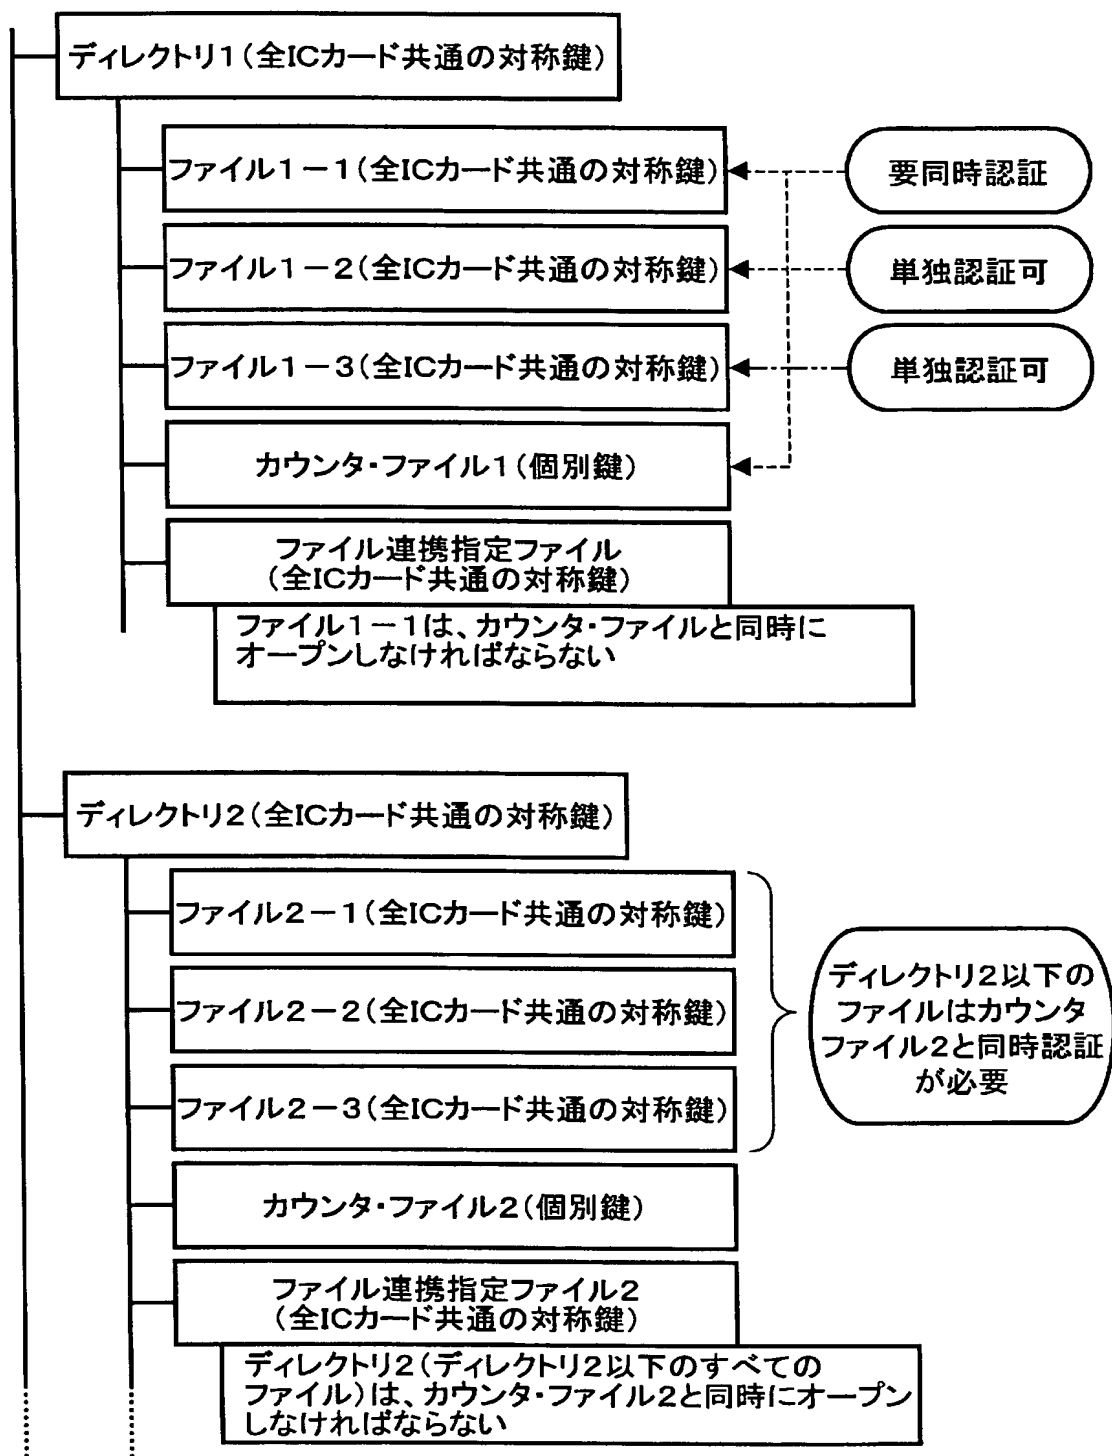 ディレクトリ1(全ICカード共通の対称鍵)
ファイル1－1(全ICカード共通の対称鍵)
要同時認証
ファイル1－2(全ICカード共通の対称鍵)
単独認証可
ファイル1－3(全ICカード共通の対称鍵)
単独認証可
カウンタ・ファイル1(個別鍵)
ファイル連携指定ファイル
(全ICカード共通の対称鍵)
ファイル1－1は、カウンタ・ファイルと同時に
オープンしなければならない
ディレクトリ2(全ICカード共通の対称鍵)
ファイル2－1(全ICカード共通の対称鍵)
ファイル2－2(全ICカード共通の対称鍵)
ファイル2－3(全ICカード共通の対称鍵)
ディレクトリ2以下の
ファイルはカウンタ
ファイル2と同時認証
が必要
カウンタ・ファイル2(個別鍵)
ファイル連携指定ファイル2
(全ICカード共通の対称鍵)
ディレクトリ2(ディレクトリ2以下のすべての
ファイル)は、カウンタ・ファイル2と同時にオープン
しなければならない